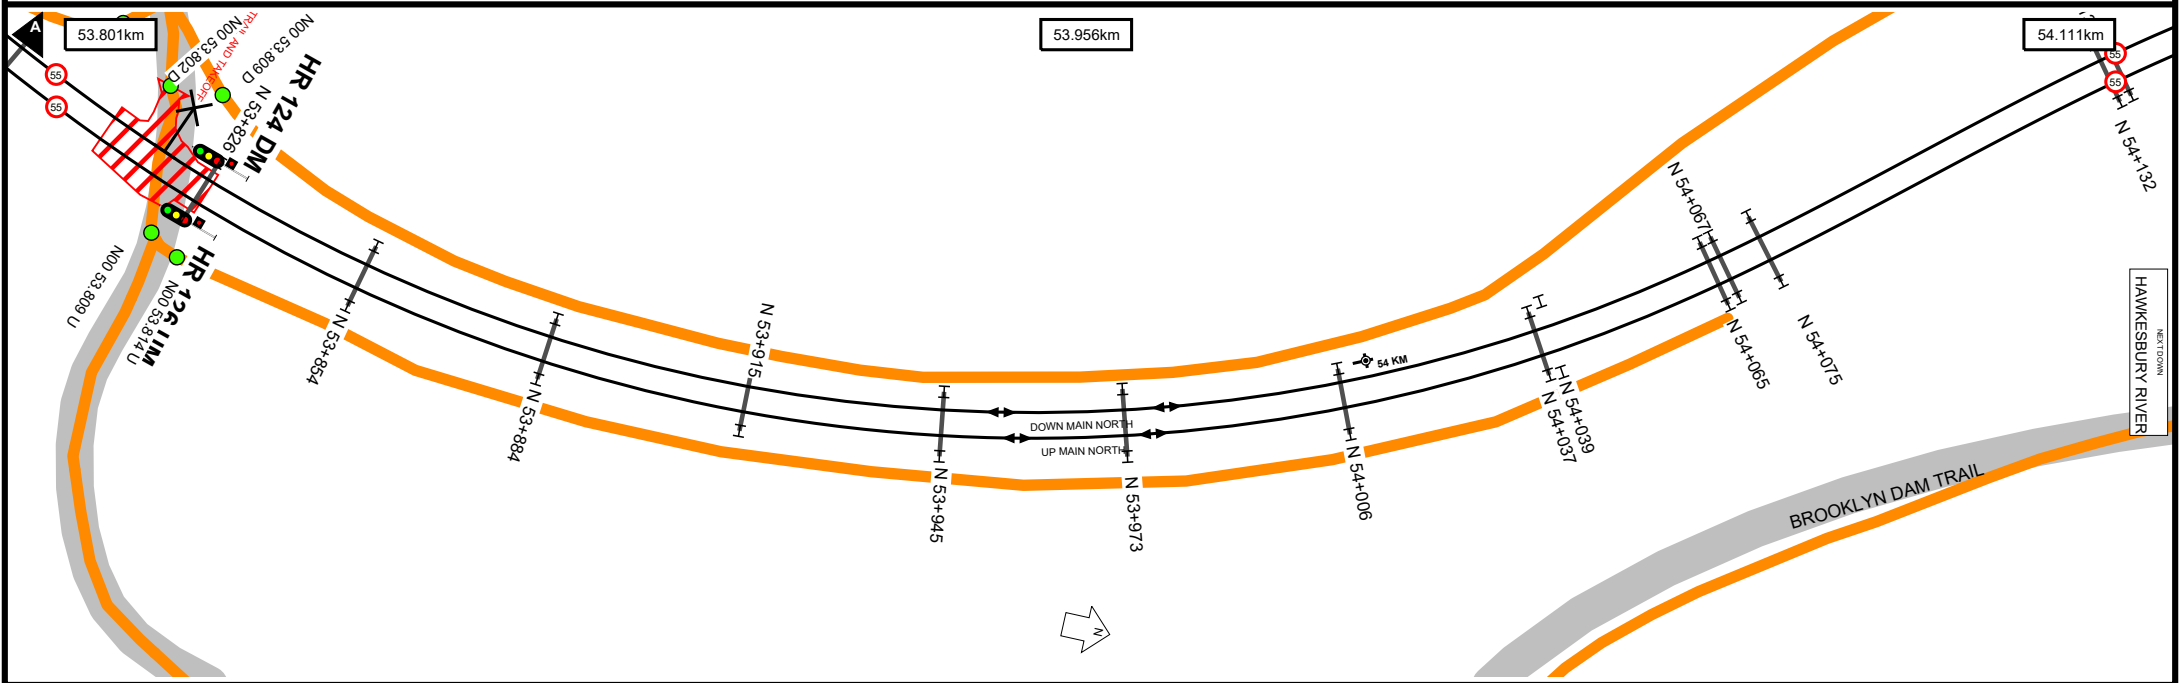 A
53.801km
53.956km
54.111km
55
55
55
55
N00 53.802 D
TRAIL AND TAKEOFF
N00 53.809 D
N 53+826
HR 124 DM
N00 53.809 U
N00 53.814 U
HR 126 UM
N 53+854
N 53+884
N 53+915
N 53+945
N 53+973
DOWN MAIN NORTH
UP MAIN NORTH
54 KM
N 54+006
N 54+037
N 54+039
N 54+067
N 54+065
N 54+075
N 54+132
HAWKESBURY RIVER
NEXT DOWN
BROOKLYN DAM TRAIL
N